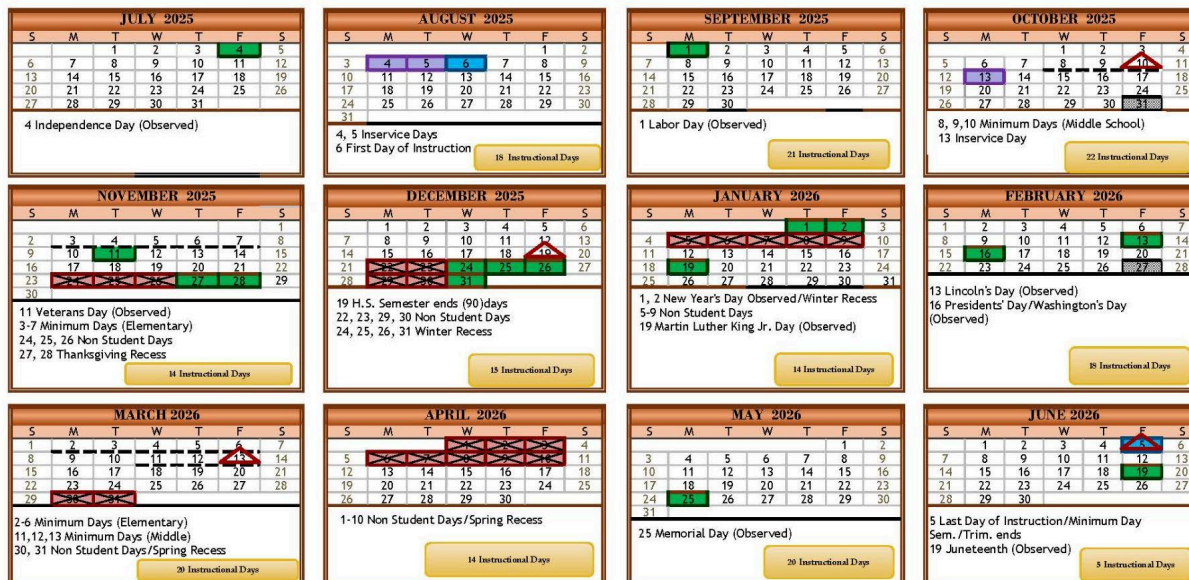 JULY 2025
S M T W T F S
1 2 3 4 5
6 7 8 9 10 11 12
13 14 15 16 17 18 19
20 21 22 23 24 25 26
27 28 29 30 31
4 Independence Day (Observed)
AUGUST 2025
S M T W T F S
1 2
3 4 5 6 7 8 9
10 11 12 13 14 15 16
17 18 19 20 21 22 23
24 25 26 27 28 29 30
31
4, 5 Inservice Days
6 First Day of Instruction
18 Instructional Days
SEPTEMBER 2025
S M T W T F S
1 2 3 4 5 6
7 8 9 10 11 12 13
14 15 16 17 18 19 20
21 22 23 24 25 26 27
28 29 30
1 Labor Day (Observed)
21 Instructional Days
OCTOBER 2025
S M T W T F S
1 2 3 4
5 6 7 8 9 10 11
12 13 14 15 16 17 18
19 20 21 22 23 24 25
26 27 28 29 30 31
8, 9,10 Minimum Days (Middle School)
13 Inservice Day
22 Instructional Days
NOVEMBER 2025
S M T W T F S
1
2 3 4 5 6 7 8
9 10 11 12 13 14 15
16 17 18 19 20 21 22
23 24 25 26 27 28 29
30
11 Veterans Day (Observed)
3-7 Minimum Days (Elementary)
24, 25, 26 Non Student Days
27, 28 Thanksgiving Recess
14 Instructional Days
DECEMBER 2025
S M T W T F S
1 2 3 4 5 6
7 8 9 10 11 12 13
14 15 16 17 18 19 20
21 22 23 24 25 26 27
28 29 30 31
19 H.S. Semester ends (90)days
22, 23, 29, 30 Non Student Days
24, 25, 26, 31 Winter Recess
15 Instructional Days
JANUARY 2026
S M T W T F S
1 2 3
4 5 6 7 8 9 10
11 12 13 14 15 16 17
18 19 20 21 22 23 24
25 26 27 28 29 30 31
1, 2 New Year's Day Observed/Winter Recess
5-9 Non Student Days
19 Martin Luther King Jr. Day (Observed)
14 Instructional Days
FEBRUARY 2026
S M T W T F S
1 2 3 4 5 6 7
8 9 10 11 12 13 14
15 16 17 18 19 20 21
22 23 24 25 26 27 28
13 Lincoln's Day (Observed)
16 Presidents' Day/Washington's Day
(Observed)
18 Instructional Days
MARCH 2026
S M T W T F S
1 2 3 4 5 6 7
8 9 10 11 12 13 14
15 16 17 18 19 20 21
22 23 24 25 26 27 28
29 30 31
2-6 Minimum Days (Elementary)
11,12,13 Minimum Days (Middle)
30, 31 Non Student Days/Spring Recess
20 Instructional Days
APRIL 2026
S M T W T F S
1 2 3 4
5 6 7 8 9 10 11
12 13 14 15 16 17 18
19 20 21 22 23 24 25
26 27 28 29 30
1-10 Non Student Days/Spring Recess
14 Instructional Days
MAY 2026
S M T W T F S
1 2
3 4 5 6 7 8 9
10 11 12 13 14 15 16
17 18 19 20 21 22 23
24 25 26 27 28 29 30
31
25 Memorial Day (Observed)
20 Instructional Days
JUNE 2026
S M T W T F S
1 2 3 4 5 6
7 8 9 10 11 12 13
14 15 16 17 18 19 20
21 22 23 24 25 26 27
28 29 30
5 Last Day of Instruction/Minimum Day
Sem./Trim. ends
19 Juneteenth (Observed)
5 Instructional Days